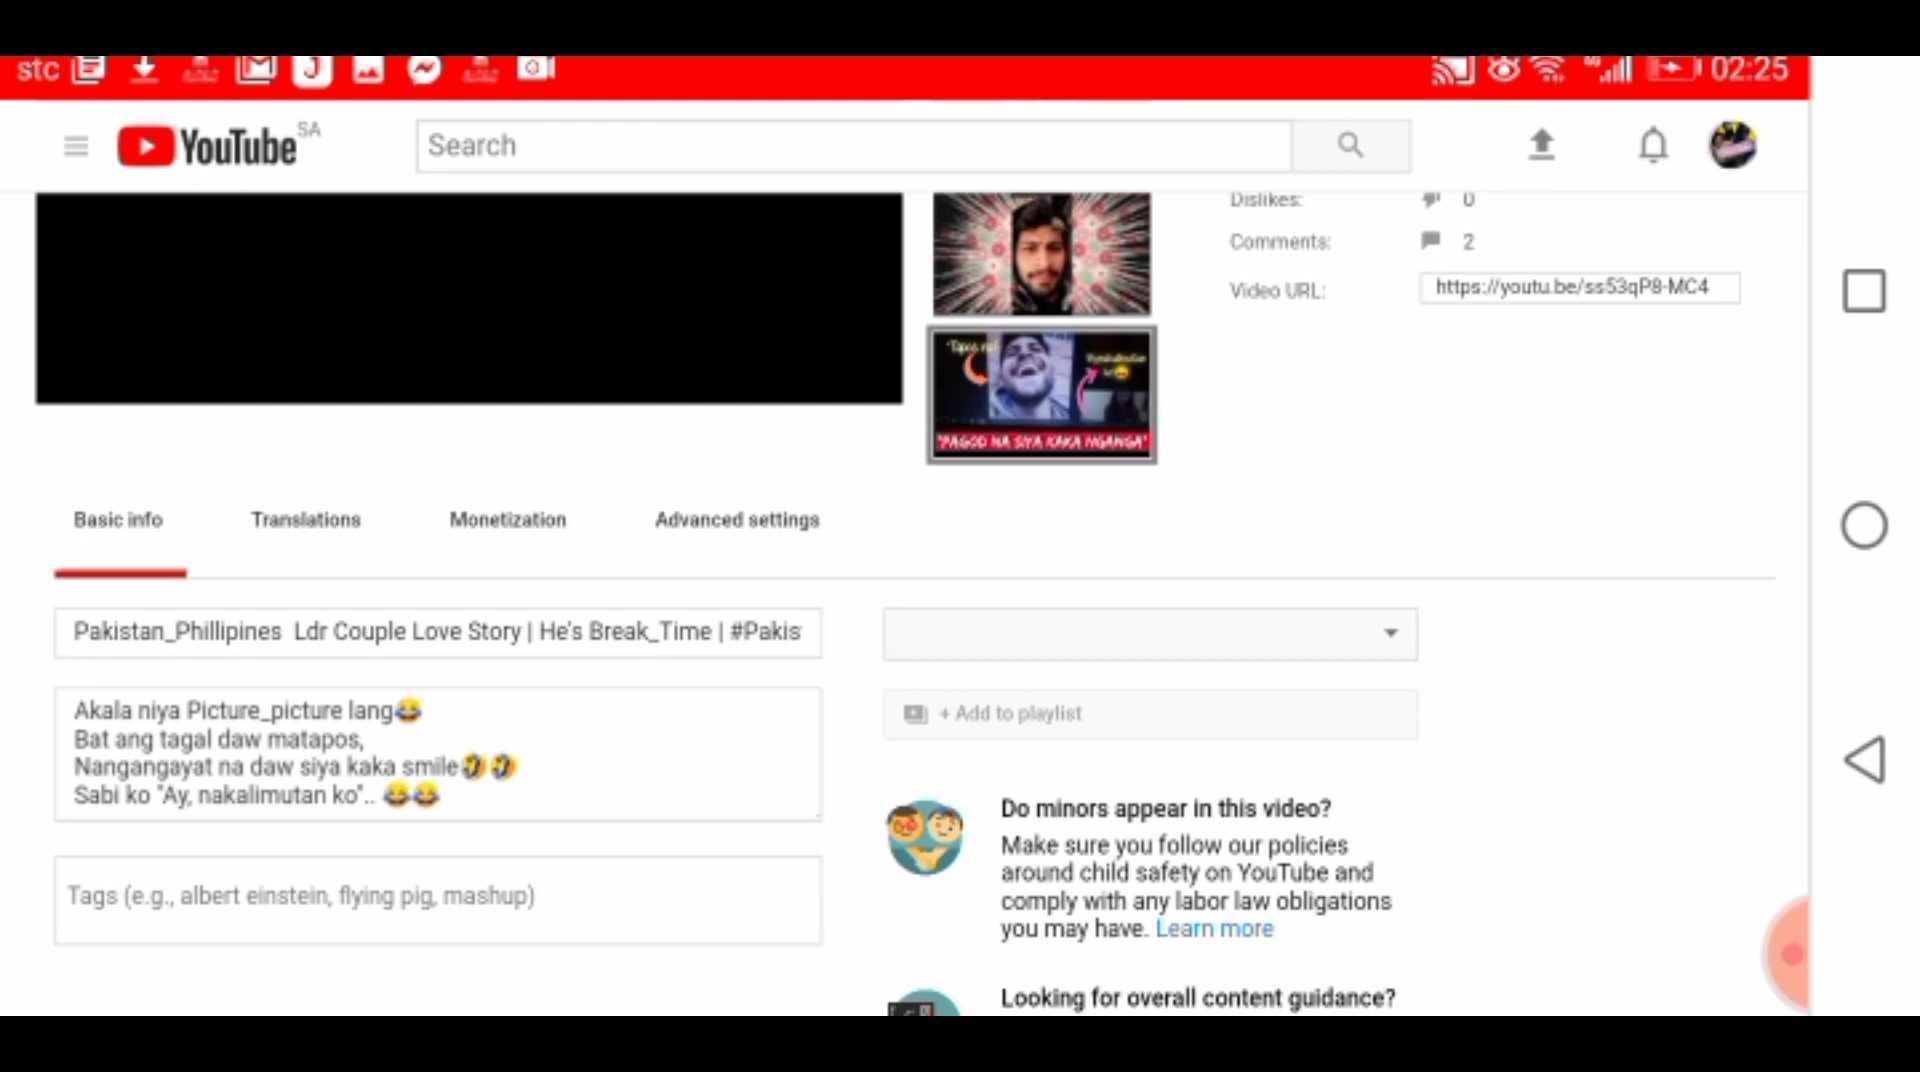 stc
02:25
YouTube SA
Search
Dislikes: 0
Comments: 2
Video URL: https://youtu.be/ss53qP8-MC4
"Tapos na?
"PAGOD NA SIYA KAKA NGANGA"
Basic info Translations Monetization Advanced settings
Pakistan_Phillipines Ldr Couple Love Story | He's Break_Time | #Pakis
Akala niya Picture_picture lang😂
Bat ang tagal daw matapos,
Nangangayat na daw siya kaka smile🤣🤣
Sabi ko "Ay, nakalimutan ko".. 😂😂
Tags (e.g., albert einstein, flying pig, mashup)
+ Add to playlist
Do minors appear in this video?
Make sure you follow our policies
around child safety on YouTube and
comply with any labor law obligations
you may have. Learn more
Looking for overall content guidance?